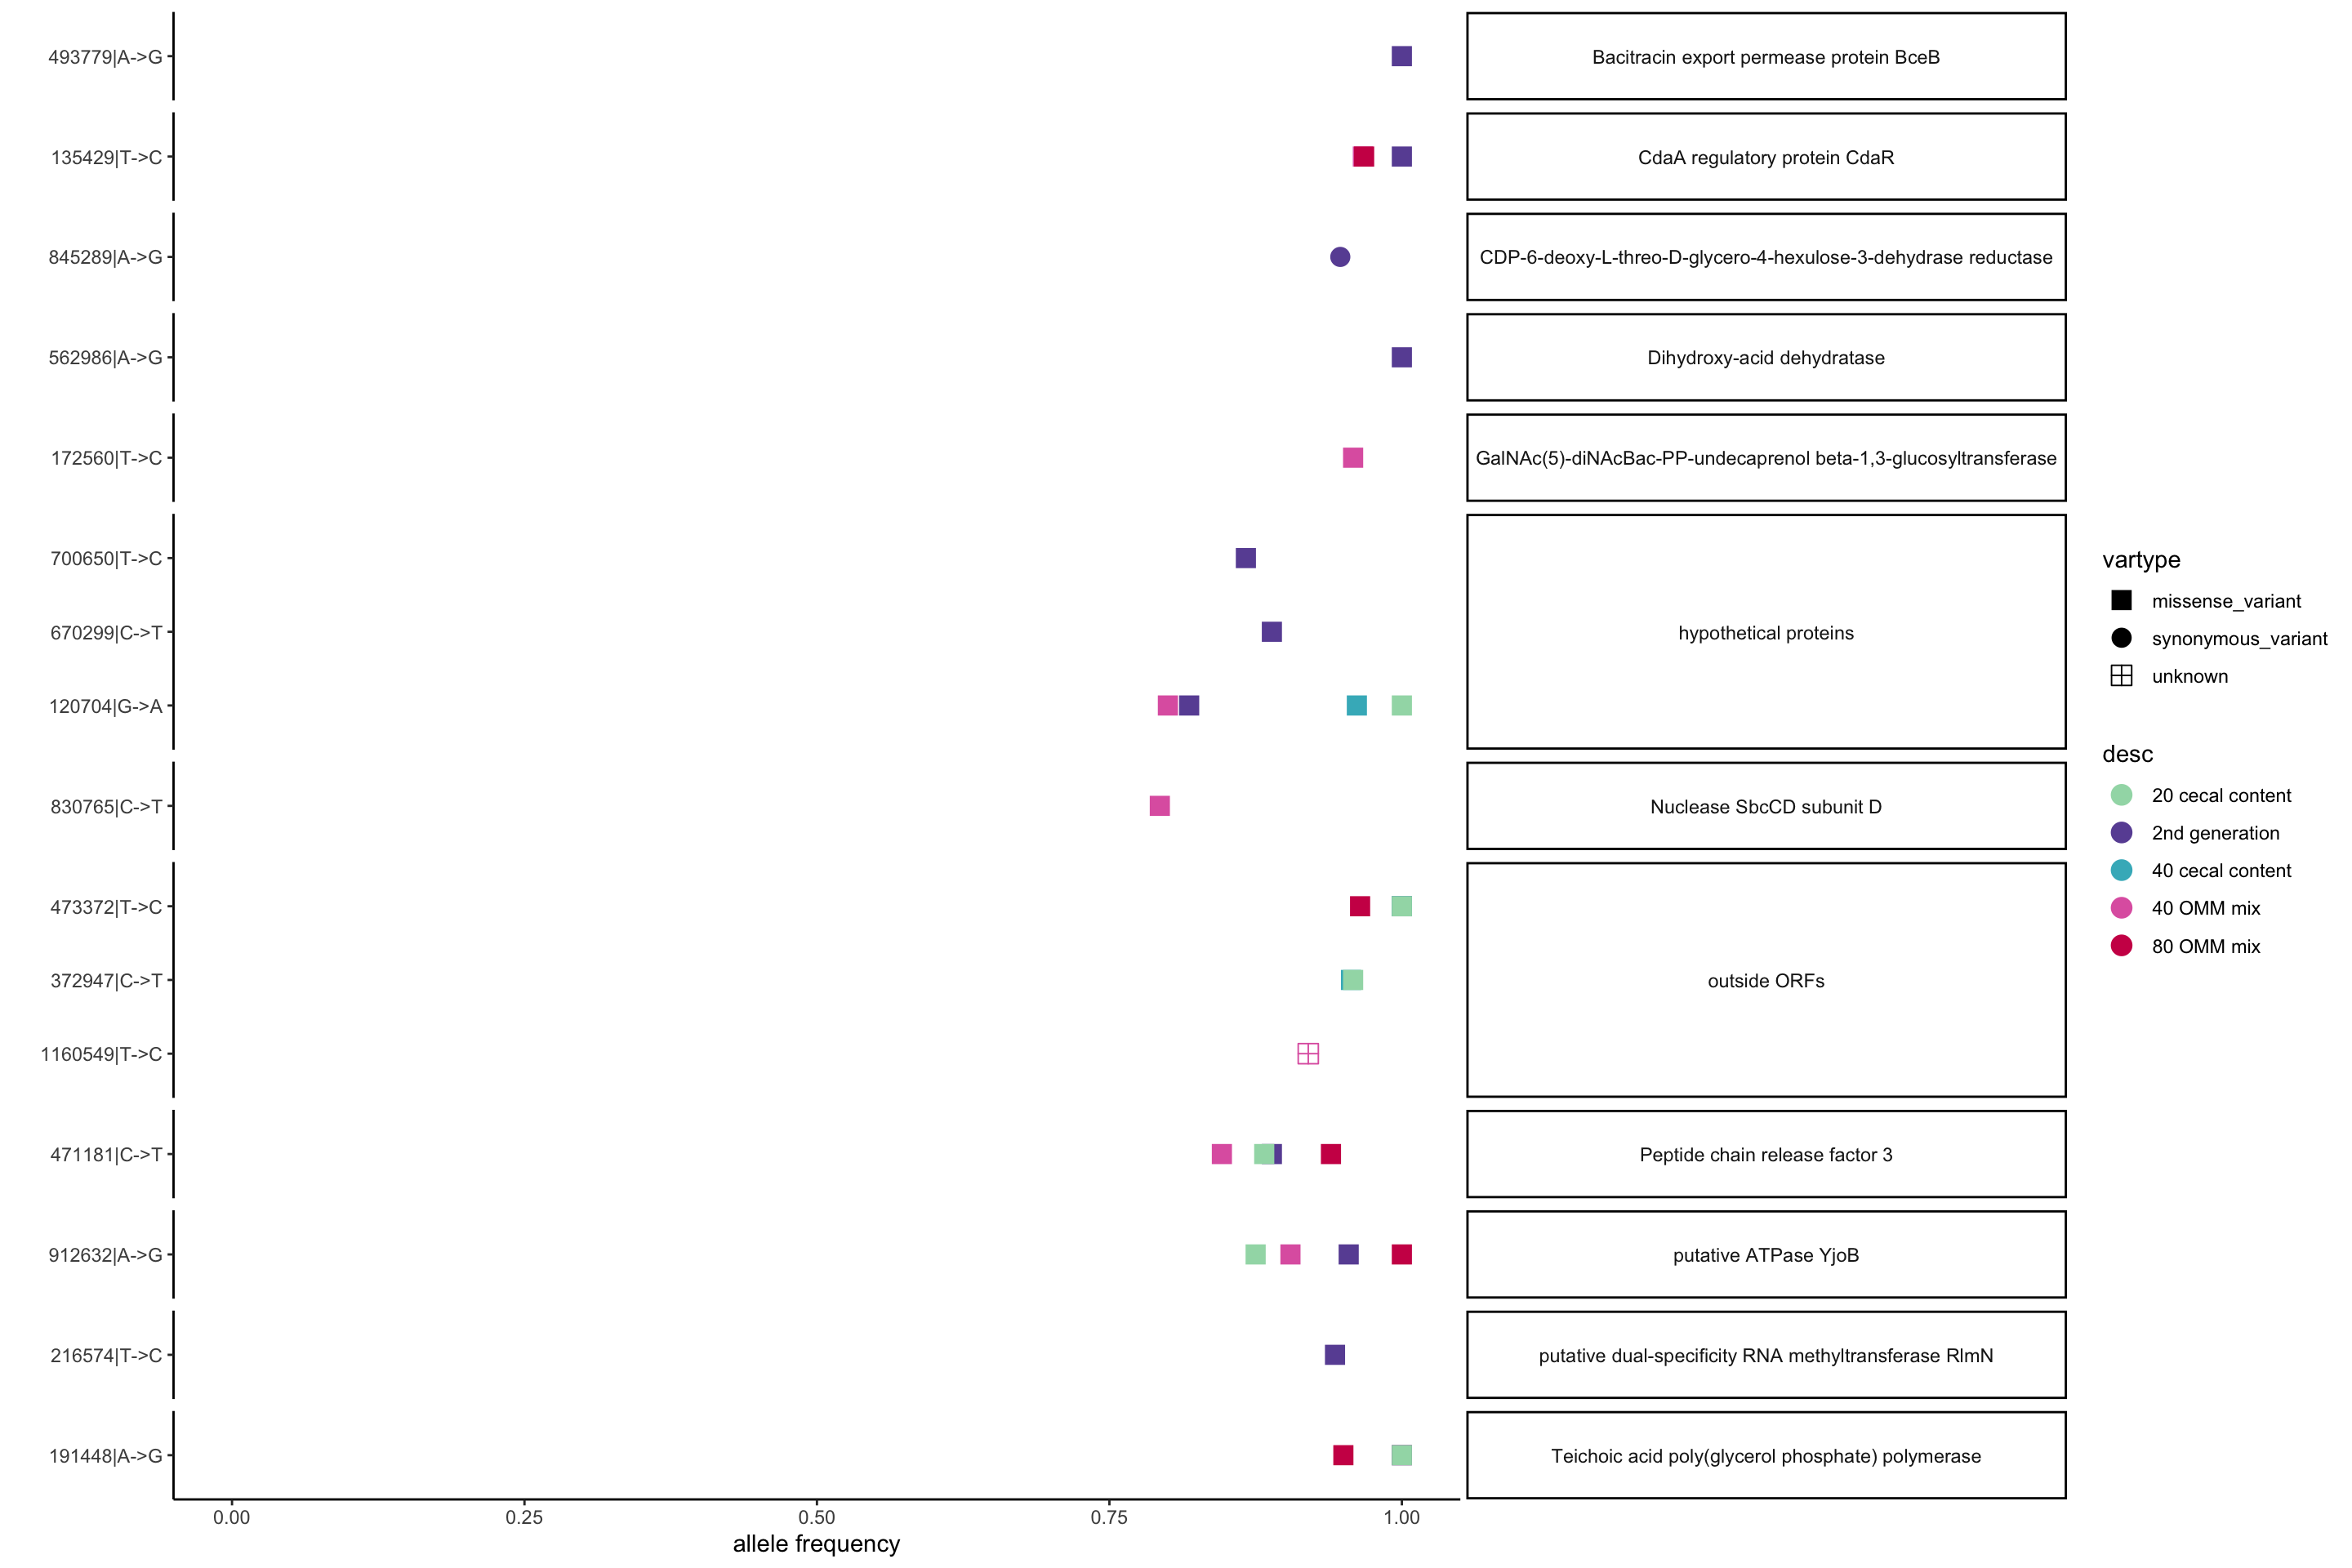 493779|A->G
Bacitracin export permease protein BceB
135429|T->C
CdaA regulatory protein CdaR
845289|A->G
CDP-6-deoxy-L-threo-D-glycero-4-hexulose-3-dehydrase reductase
562986|A->G
Dihydroxy-acid dehydratase
172560|T->C
GalNAc(5)-diNAcBac-PP-undecaprenol beta-1,3-glucosyltransferase
700650|T->C
670299|C->T
hypothetical proteins
120704|G->A
830765|C->T
Nuclease SbcCD subunit D
473372|T->C
372947|C->T
outside ORFs
1160549|T->C
471181|C->T
Peptide chain release factor 3
912632|A->G
putative ATPase YjoB
216574|T->C
putative dual-specificity RNA methyltransferase RlmN
191448|A->G
Teichoic acid poly(glycerol phosphate) polymerase
0.00
0.25
0.50
0.75
1.00
allele frequency
vartype
missense_variant
synonymous_variant
unknown
desc
20 cecal content
2nd generation
40 cecal content
40 OMM mix
80 OMM mix